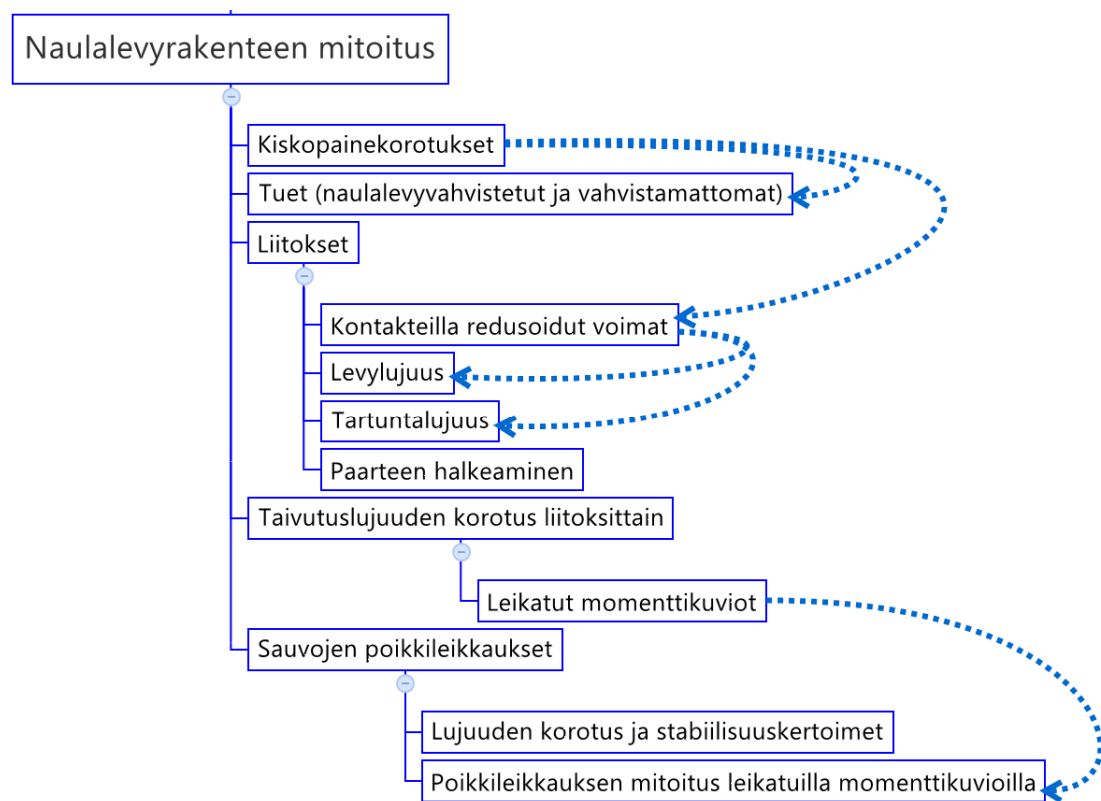 Naulalevyrakenteen mitoitus
Kiskopainekorotukset
Tuet (naulalevyvahvistetut ja vahvistamattomat)
Liitokset
Kontakteilla redusoidut voimat
Levylujuus
Tartuntalujuus
Paarteen halkeaminen
Taivutuslujuuden korotus liitoksittain
Leikatut momenttikuviot
Sauvojen poikkileikkaukset
Lujuuden korotus ja stabiilisuuskertoimet
Poikkileikkauksen mitoitus leikatuilla momenttikuvioilla